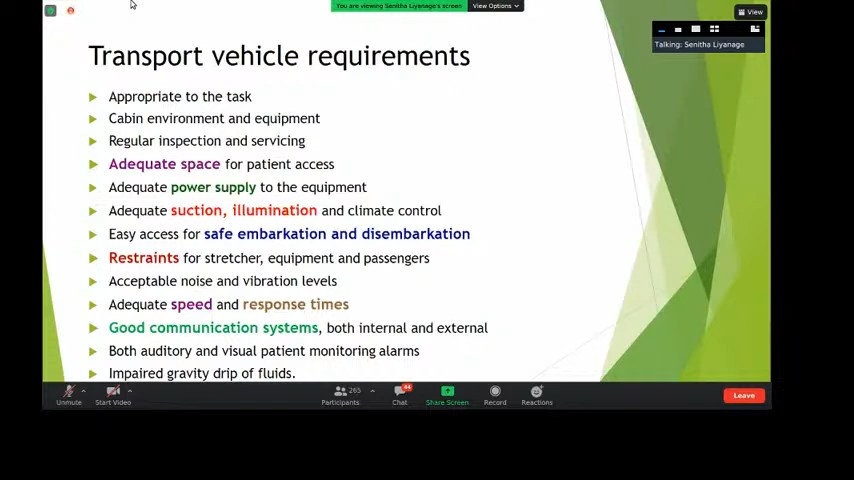 You are viewing Senitha Liyanage's screen
View Options
View
Talking: Senitha Liyanage
Transport vehicle requirements
Appropriate to the task
Cabin environment and equipment
Regular inspection and servicing
Adequate space for patient access
Adequate power supply to the equipment
Adequate suction, illumination and climate control
Easy access for safe embarkation and disembarkation
Restraints for stretcher, equipment and passengers
Acceptable noise and vibration levels
Adequate speed and response times
Good communication systems, both internal and external
Both auditory and visual patient monitoring alarms
Impaired gravity drip of fluids.
Unmute
Start Video
265
Participants
44
Chat
Share Screen
Record
Reactions
Leave